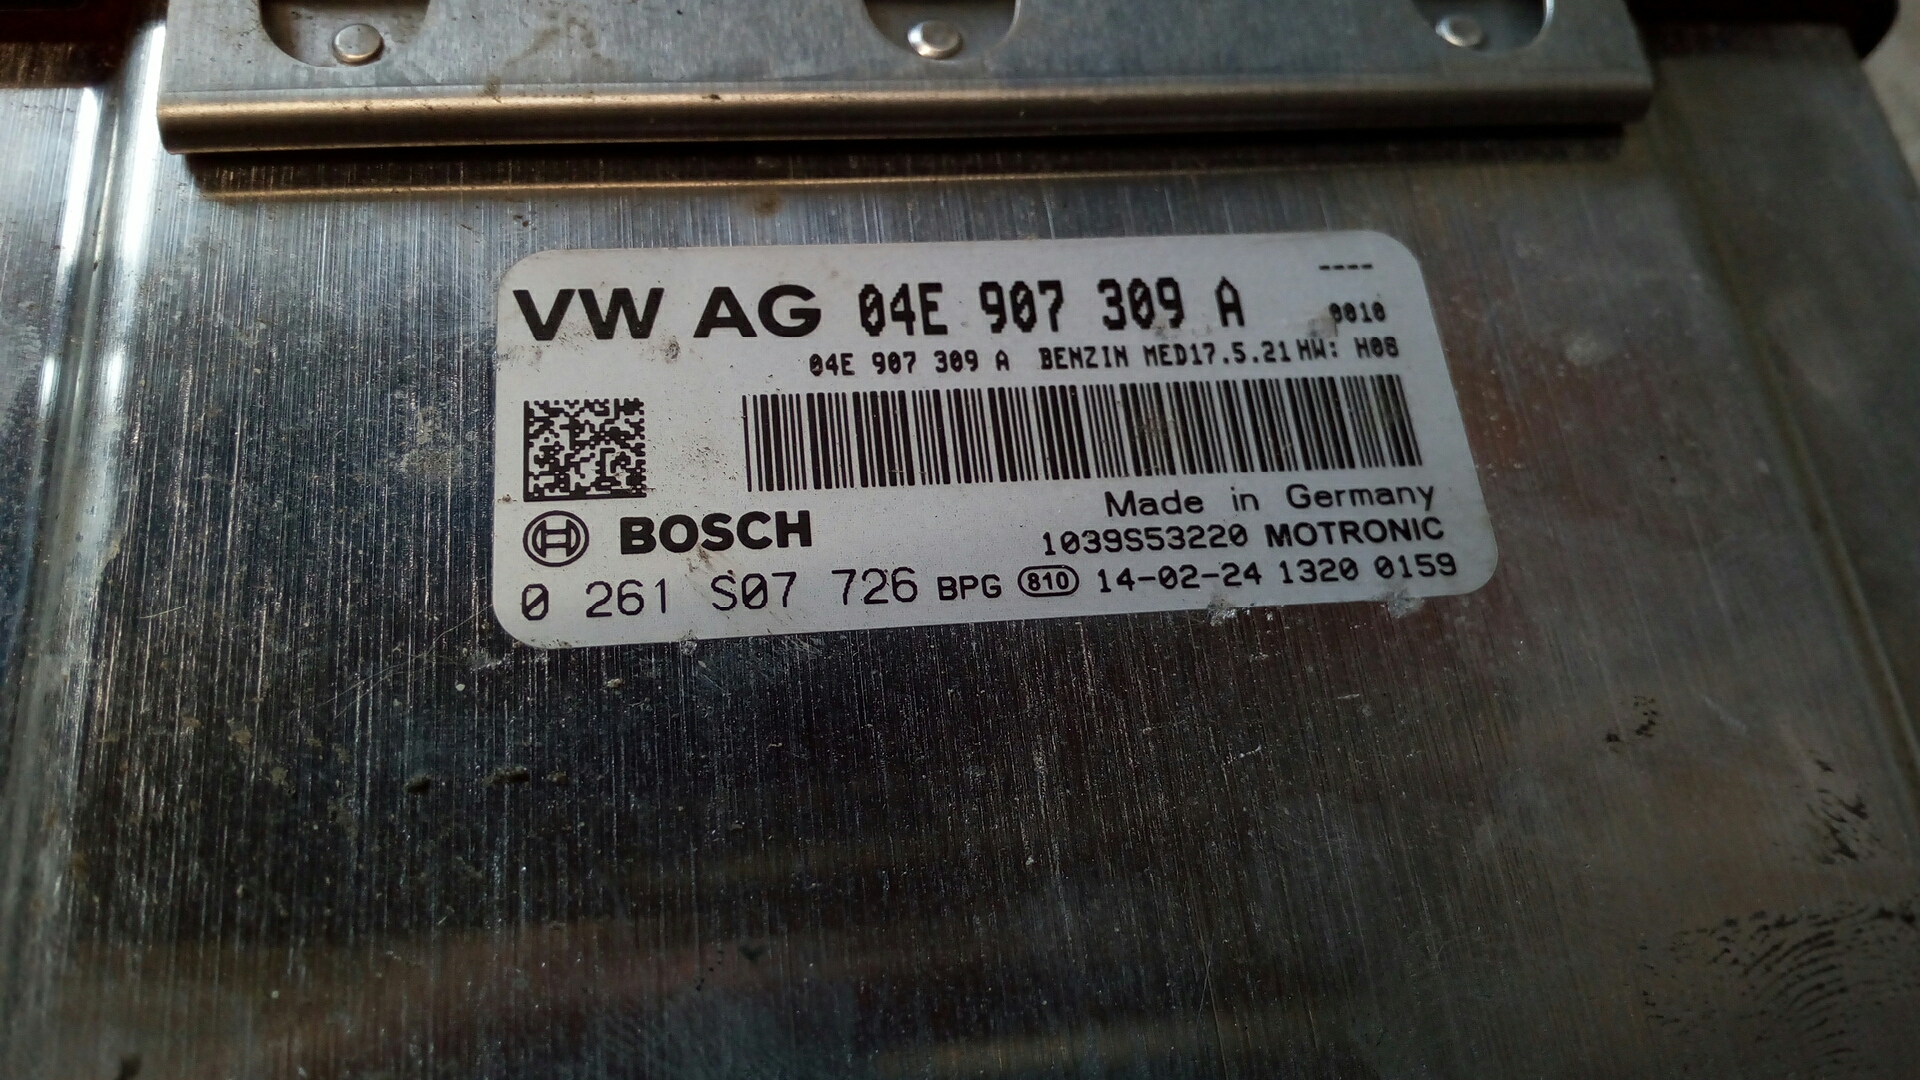 ----
VW AG 04E 907 309 A 0010
04E 907 309 A BENZIN MED17.5.21 HW: H08
Made in Germany
BOSCH 1039S53220 MOTRONIC
0 261 S07 726 BPG 810 14-02-24 1320 0159